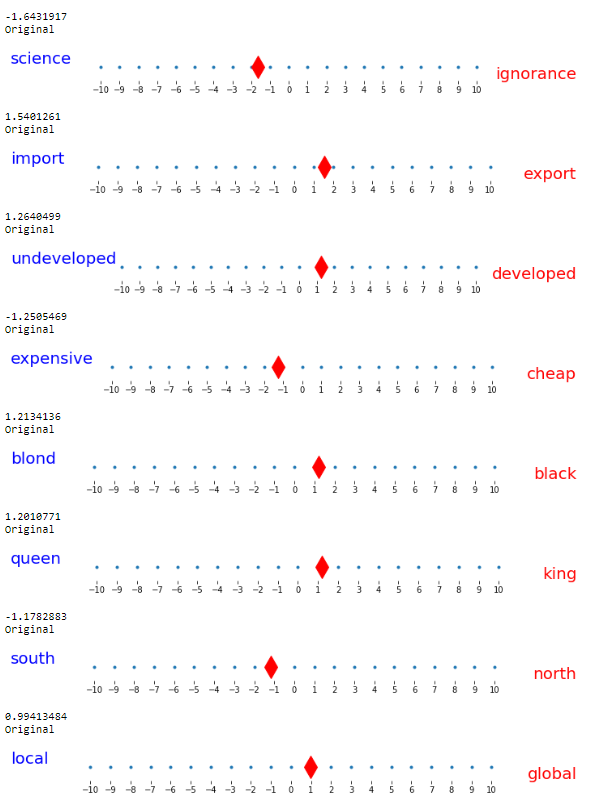 -1.6431917
Original
science
ignorance
−10 −9 −8 −7 −6 −5 −4 −3 −2 −1 0 1 2 3 4 5 6 7 8 9 10
1.5401261
Original
import
export
−10 −9 −8 −7 −6 −5 −4 −3 −2 −1 0 1 2 3 4 5 6 7 8 9 10
1.2640499
Original
undeveloped
developed
−10 −9 −8 −7 −6 −5 −4 −3 −2 −1 0 1 2 3 4 5 6 7 8 9 10
-1.2505469
Original
expensive
cheap
−10 −9 −8 −7 −6 −5 −4 −3 −2 −1 0 1 2 3 4 5 6 7 8 9 10
1.2134136
Original
blond
black
−10 −9 −8 −7 −6 −5 −4 −3 −2 −1 0 1 2 3 4 5 6 7 8 9 10
1.2010771
Original
queen
king
−10 −9 −8 −7 −6 −5 −4 −3 −2 −1 0 1 2 3 4 5 6 7 8 9 10
-1.1782883
Original
south
north
−10 −9 −8 −7 −6 −5 −4 −3 −2 −1 0 1 2 3 4 5 6 7 8 9 10
0.99413484
Original
local
global
−10 −9 −8 −7 −6 −5 −4 −3 −2 −1 0 1 2 3 4 5 6 7 8 9 10